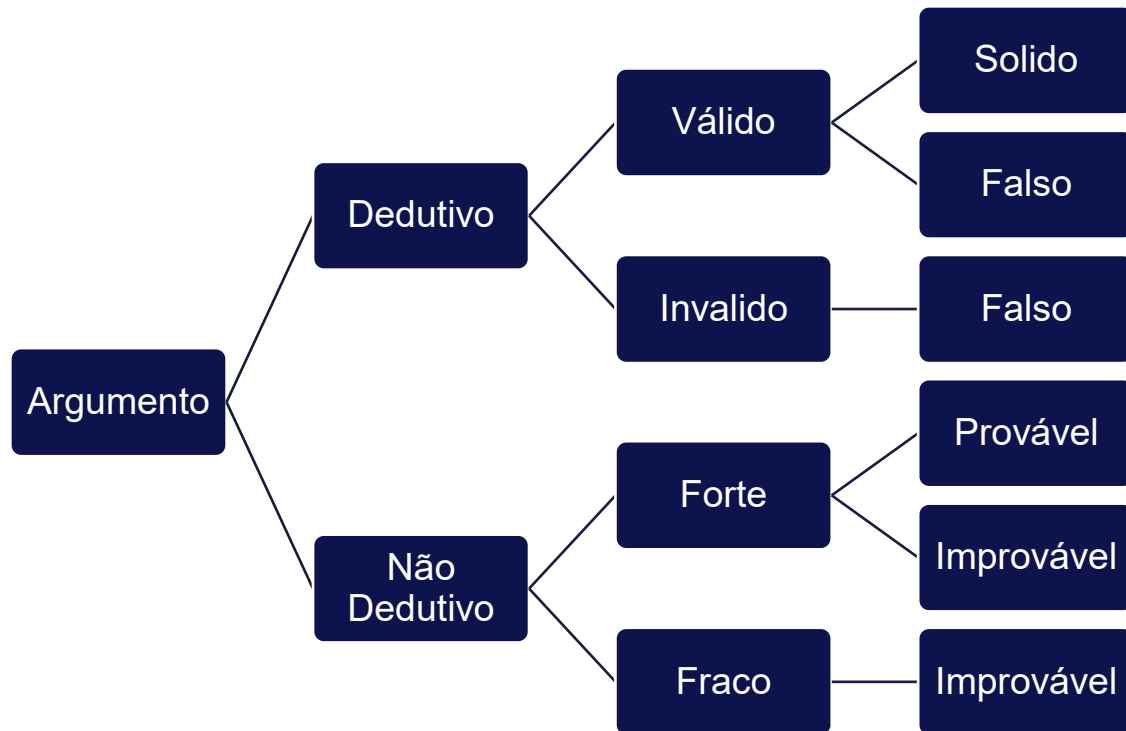 Argumento
Dedutivo
Válido
Solido
Falso
Invalido
Falso
Não
Dedutivo
Forte
Provável
Improvável
Fraco
Improvável